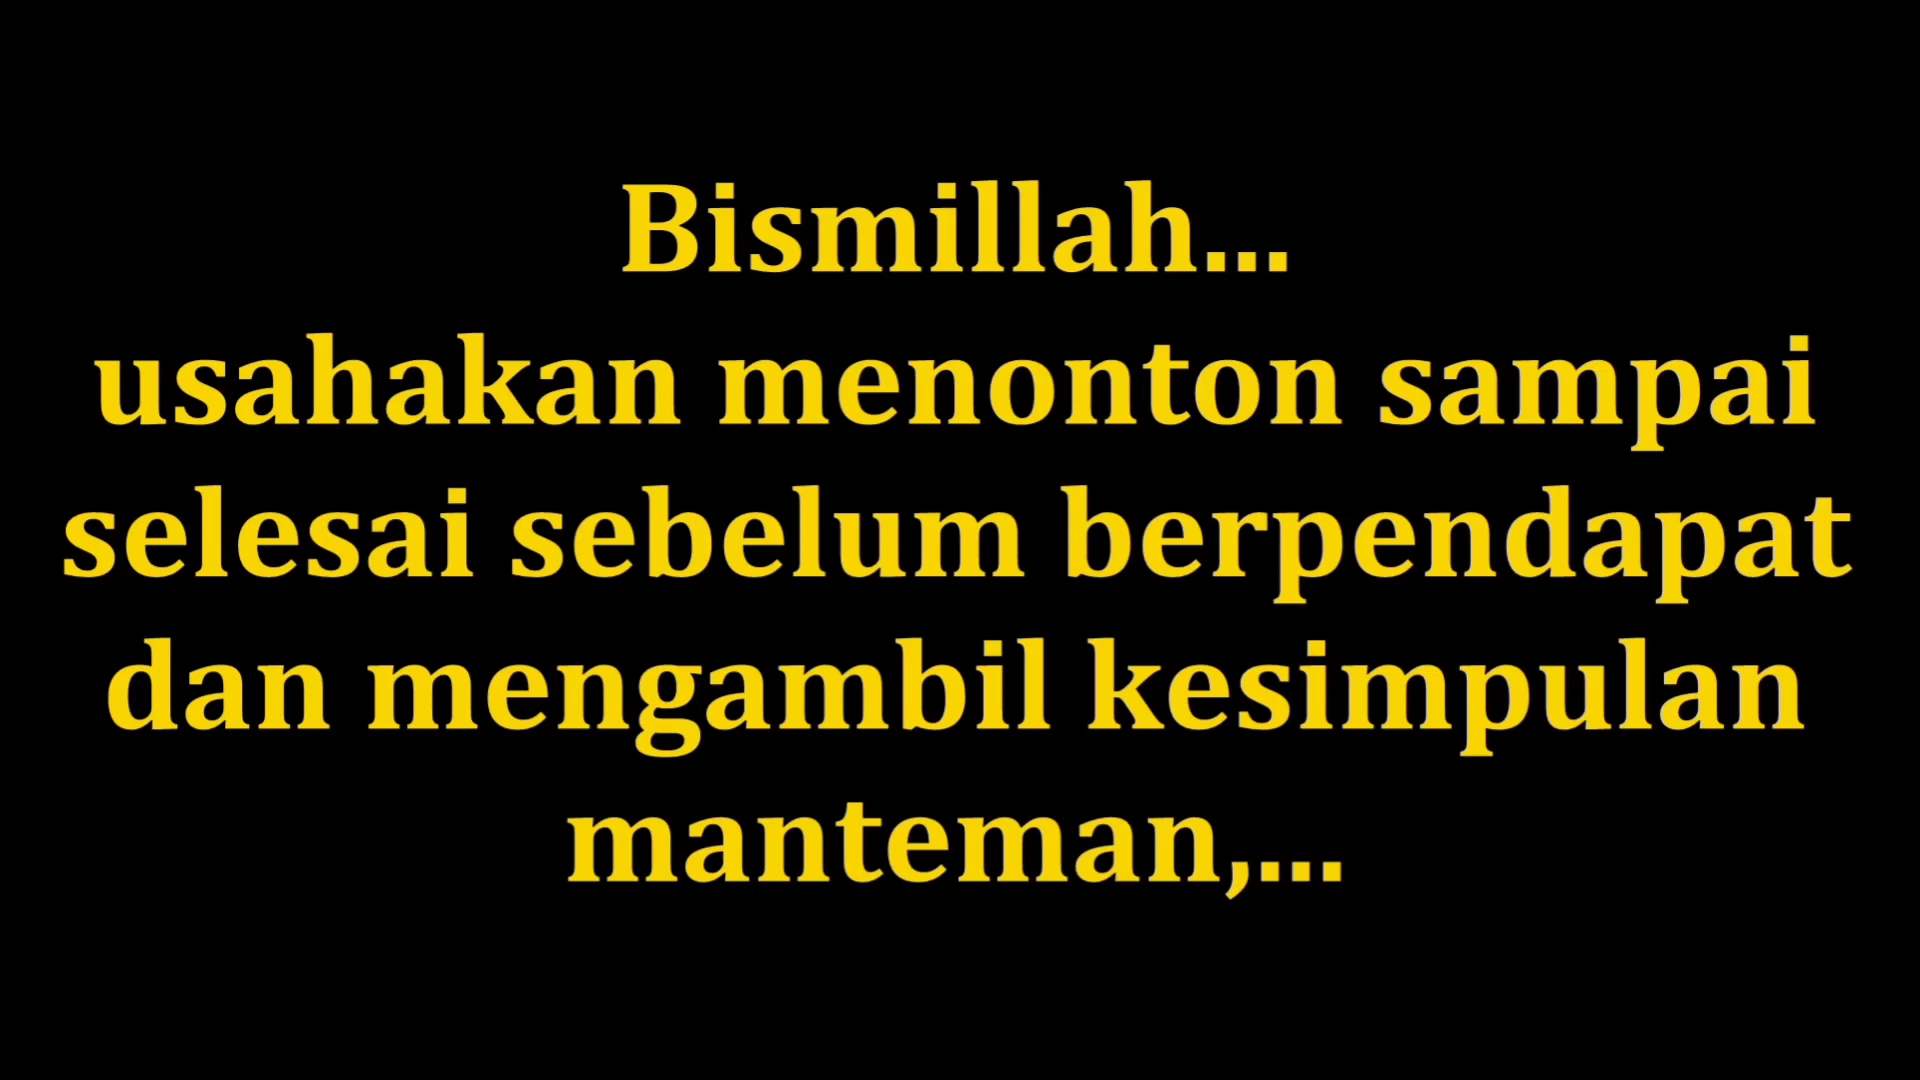 Bismillah...
usahakan menonton sampai
selesai sebelum berpendapat
dan mengambil kesimpulan
manteman,...